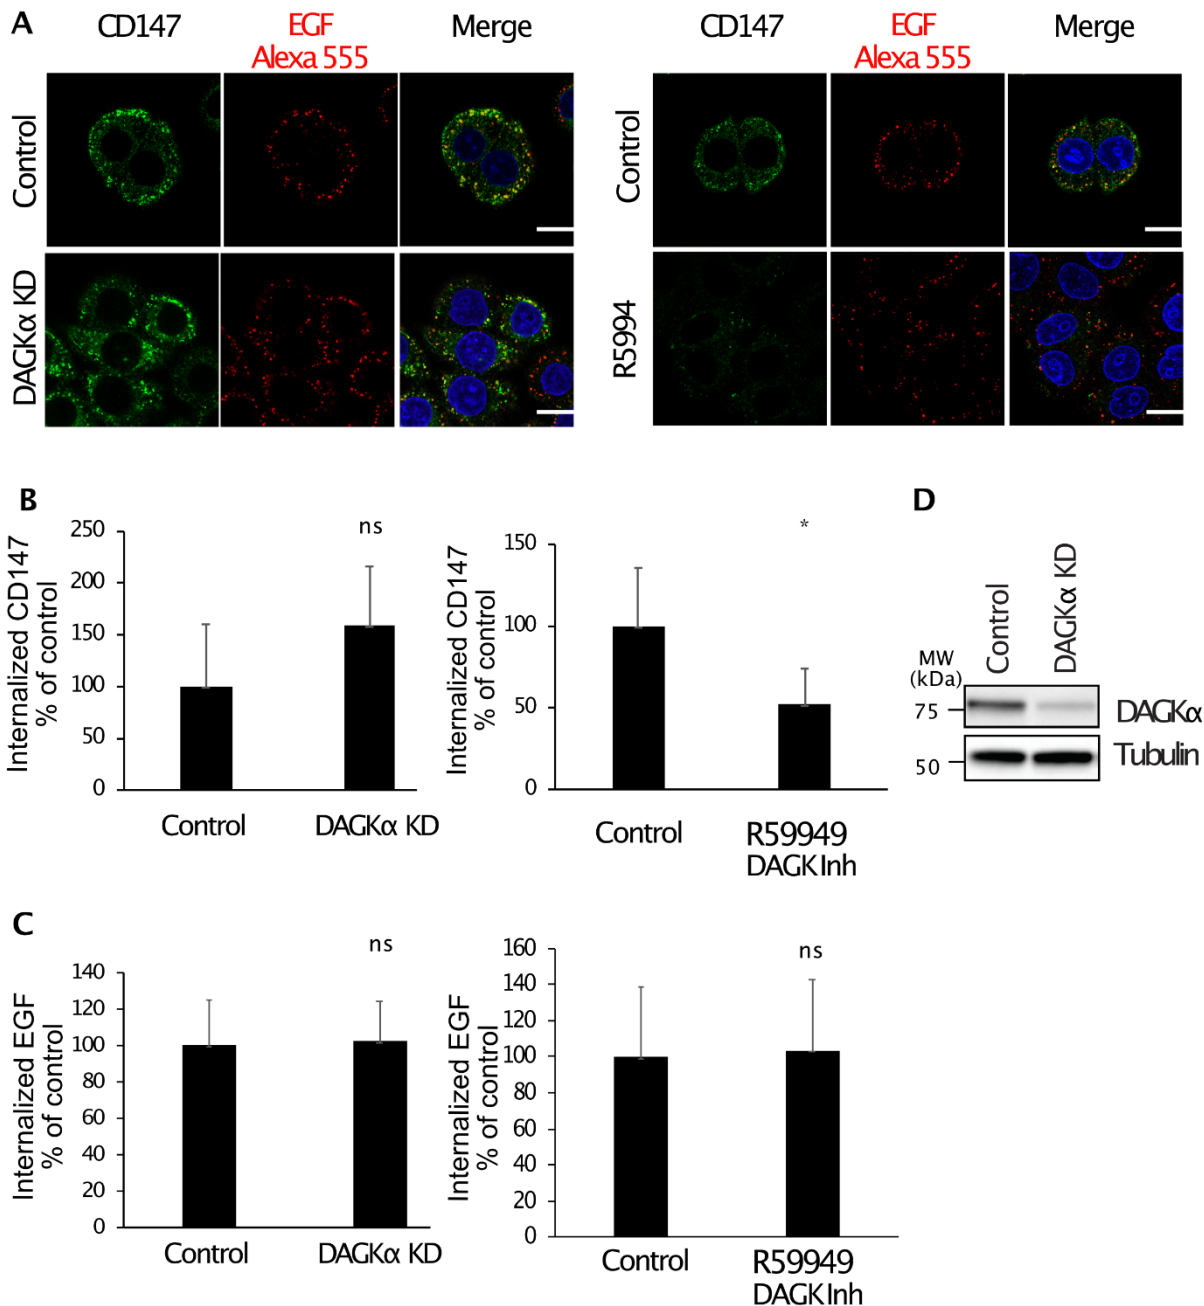 A
CD147
EGF
Alexa 555
Merge
CD147
EGF
Alexa 555
Merge
Control
DAGKα KD
Control
R5994
B
250
200
150
100
50
0
Internalized CD147
% of control
ns
Control
DAGKα KD
150
100
50
0
Internalized CD147
% of control
*
Control
R59949
DAGK Inh
D
Control
DAGKα KD
MW
(kDa)
75
50
DAGKα
Tubulin
C
140
120
100
80
60
40
20
0
Internalized EGF
% of control
ns
Control
DAGKα KD
160
140
120
100
80
60
40
20
0
Internalized EGF
% of control
ns
Control
R59949
DAGK Inh